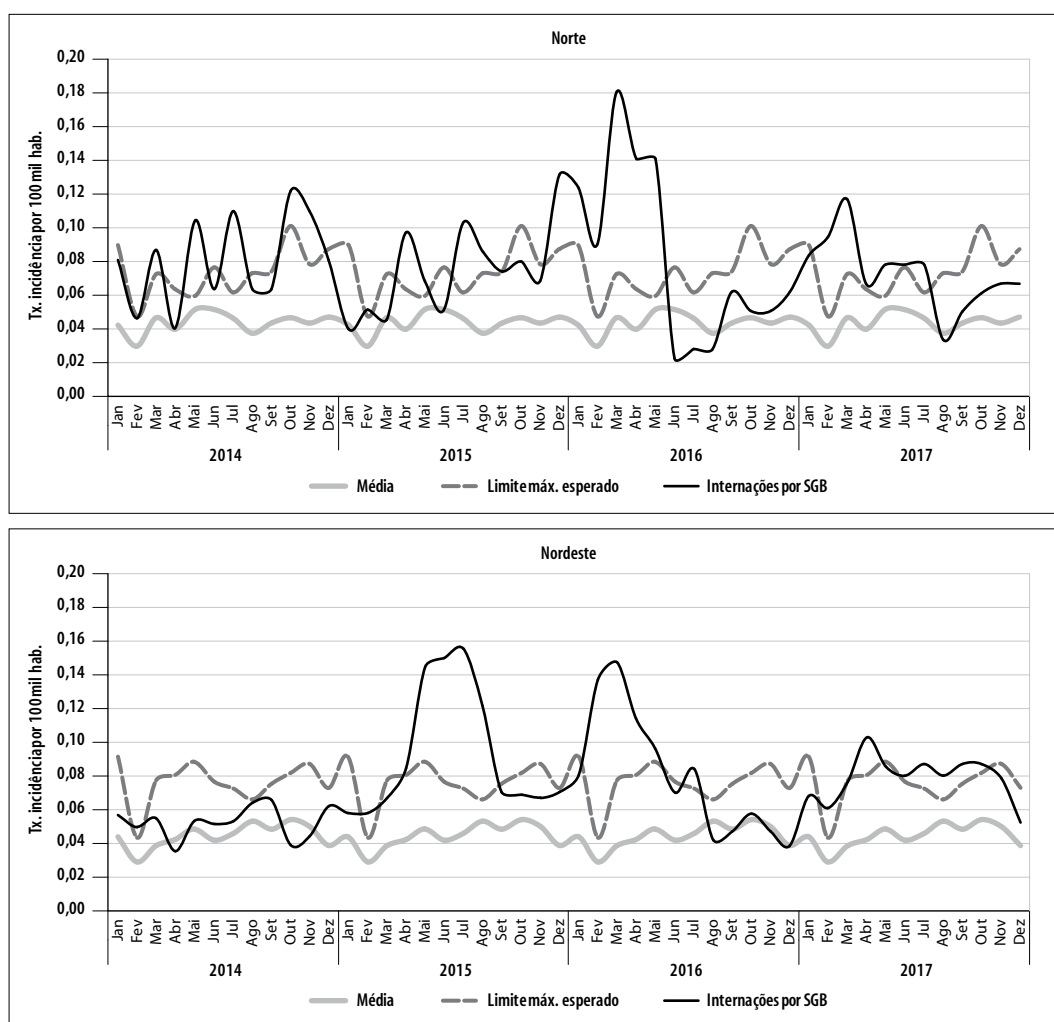 Norte
Tx. incidência por 100 mil hab.
0,20
0,18
0,16
0,14
0,12
0,10
0,08
0,06
0,04
0,02
0,00
Jan Fev Mar Abr Mai Jun Jul Ago Set Out Nov Dez Jan Fev Mar Abr Mai Jun Jul Ago Set Out Nov Dez Jan Fev Mar Abr Mai Jun Jul Ago Set Out Nov Dez Jan Fev Mar Abr Mai Jun Jul Ago Set Out Nov Dez
2014 2015 2016 2017
Média Limite máx. esperado Internações por SGB
Nordeste
Tx. incidência por 100 mil hab.
0,20
0,18
0,16
0,14
0,12
0,10
0,08
0,06
0,04
0,02
0,00
Jan Fev Mar Abr Mai Jun Jul Ago Set Out Nov Dez Jan Fev Mar Abr Mai Jun Jul Ago Set Out Nov Dez Jan Fev Mar Abr Mai Jun Jul Ago Set Out Nov Dez Jan Fev Mar Abr Mai Jun Jul Ago Set Out Nov Dez
2014 2015 2016 2017
Média Limite máx. esperado Internações por SGB